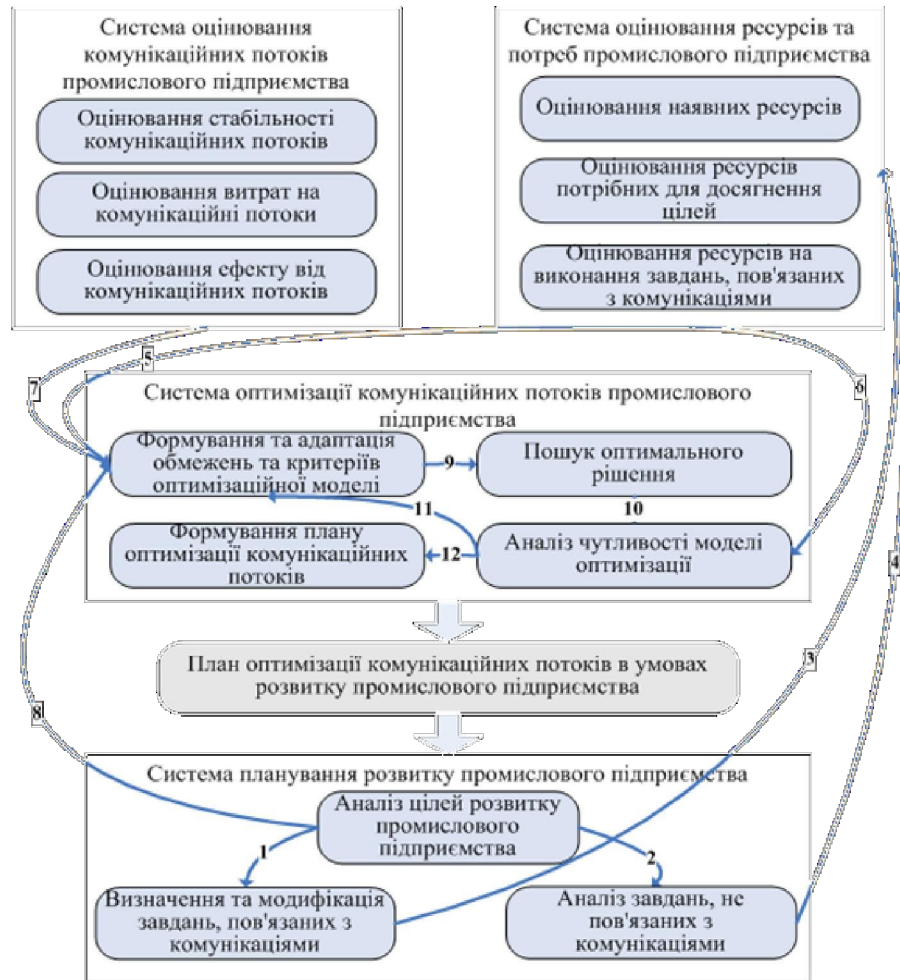 Система оцінювання
комунікаційних потоків
промислового підприємства
Оцінювання стабільності
комунікаційних потоків
Оцінювання витрат на
комунікаційні потоки
Оцінювання ефекту від
комунікаційних потоків
Система оцінювання ресурсів та
потреб промислового підприємства
Оцінювання наявних ресурсів
Оцінювання ресурсів
потрібних для досягнення
цілей
Оцінювання ресурсів на
виконання завдань, пов'язаних
з комунікаціями
5
7
6
Система оптимізації комунікаційних потоків промислового
підприємства
Формування та адаптація
обмежень та критеріїв
оптимізаційної моделі
9
Пошук оптимального
рішення
11
10
Формування плану
оптимізації комунікаційних
потоків
12
Аналіз чутливості моделі
оптимізації
4
План оптимізації комунікаційних потоків в умовах
розвитку промислового підприємства
3
8
Система планування розвитку промислового підприємства
Аналіз цілей розвитку
промислового
підприємства
1
2
Визначення та модифікація
завдань, пов'язаних з
комунікаціями
Аналіз завдань, не
пов'язаних з
комунікаціями